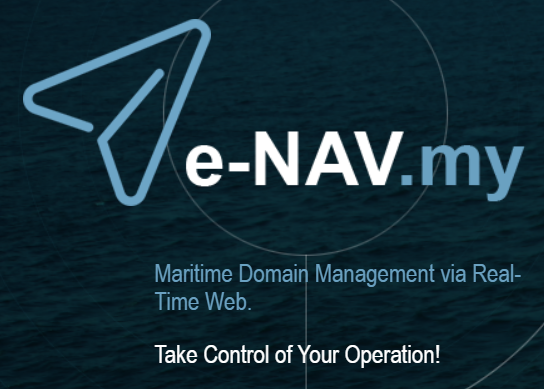 e-NAV.my
Maritime Domain Management via Real-
Time Web.
Take Control of Your Operation!